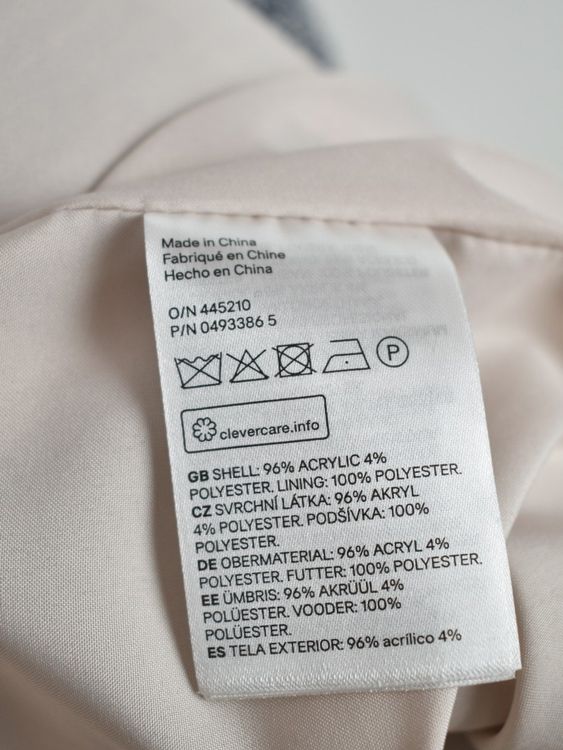 Made in China
Fabriqué en Chine
Hecho en China
O/N 445210
P/N 0493386 5
P
clevercare.info
GB SHELL: 96% ACRYLIC 4%
POLYESTER. LINING: 100% POLYESTER.
CZ SVRCHNÍ LÁTKA: 96% AKRYL
4% POLYESTER. PODŠÍVKA: 100%
POLYESTER.
DE OBERMATERIAL: 96% ACRYL 4%
POLYESTER. FUTTER: 100% POLYESTER.
EE ÜMBRIS: 96% AKRÜÜL 4%
POLÜESTER. VOODER: 100%
POLÜESTER.
ES TELA EXTERIOR: 96% acrílico 4%